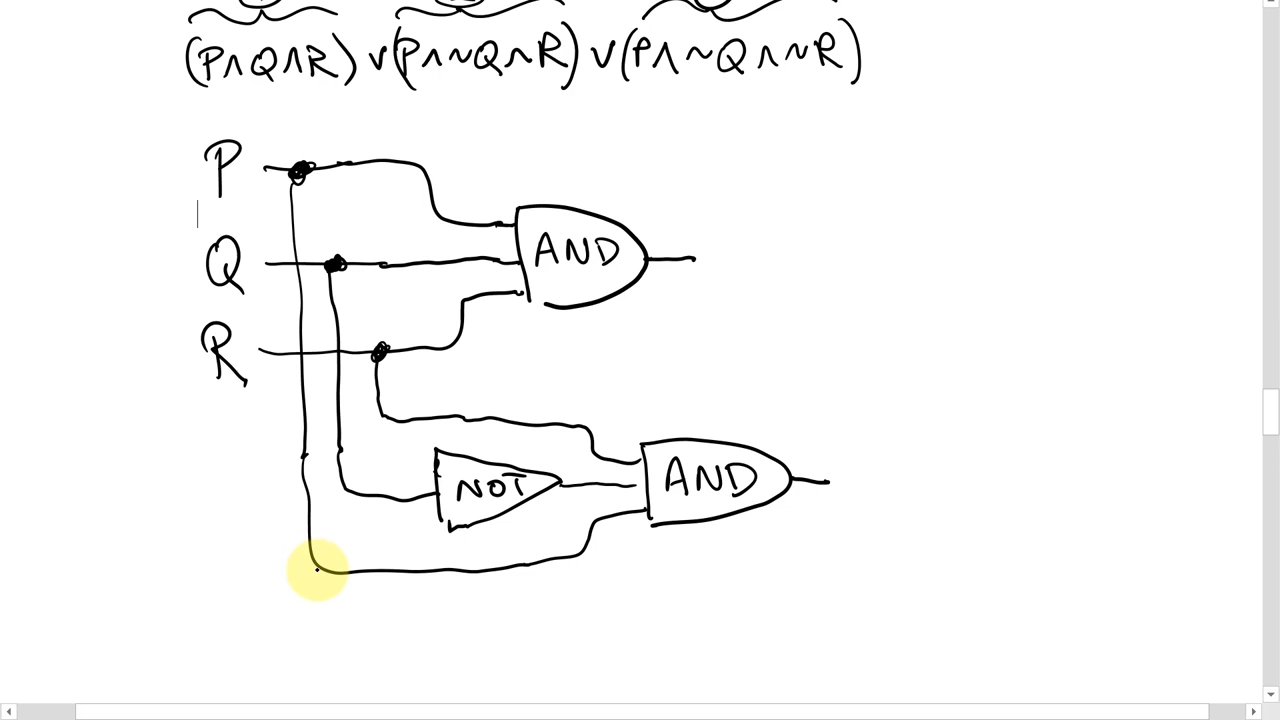 (P∧Q∧R) ∨ (P∧~Q∧R) ∨ (P∧~Q∧~R)
P
AND
Q
R
AND
NOT